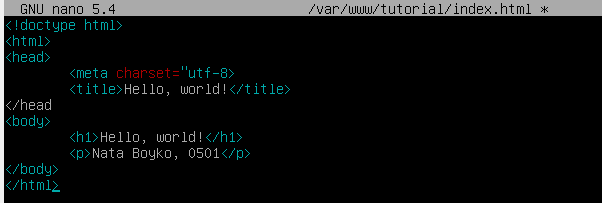 GNU nano 5.4 /var/www/tutorial/index.html *
<!doctype html>
<html>
<head>
<meta charset="utf-8>
<title>Hello, world!</title>
</head
<body>
<h1>Hello, world!</h1>
<p>Nata Boyko, 0501</p>
</body>
</html>